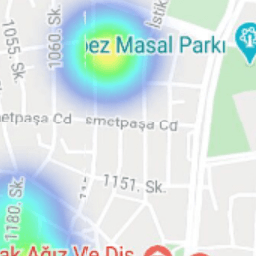 1055. Sk.
1060. Sk.
İstik
bez Masal Parkı
metpaşa Cd
smetpaşa Cd
1151. Sk.
1180. Sk.
ak Ağız Ve Diş